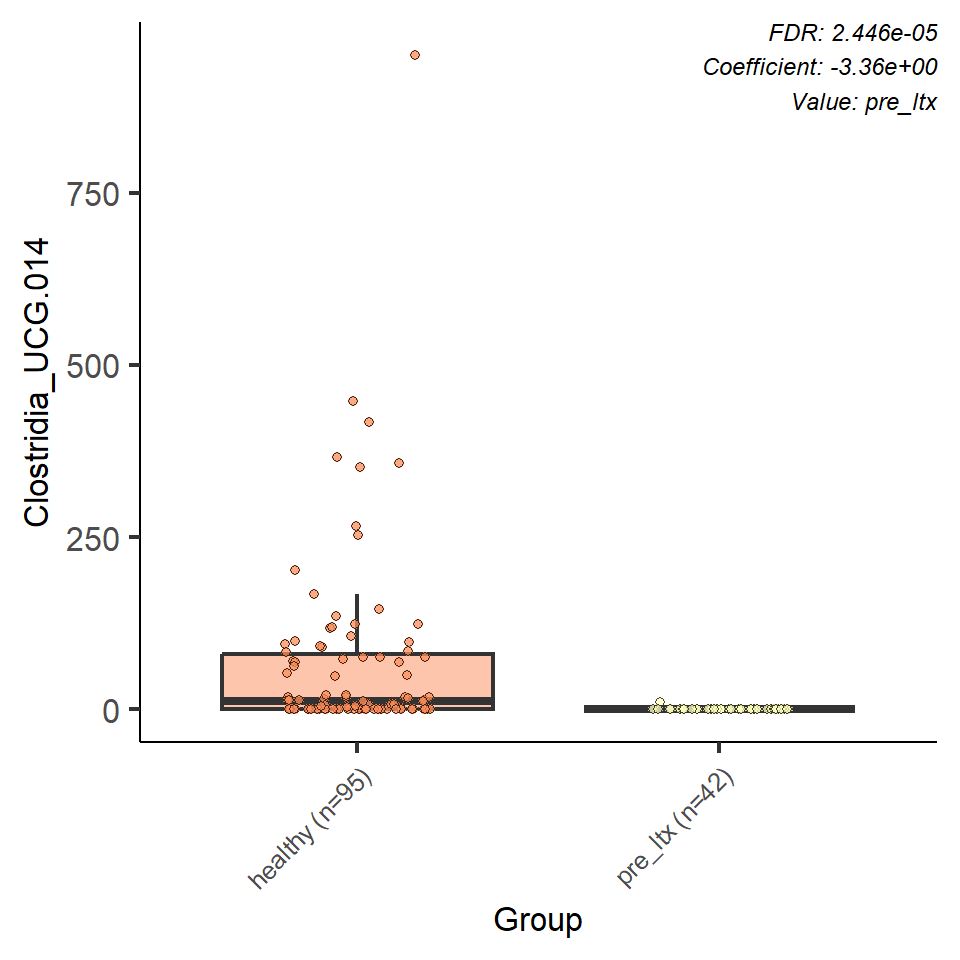 FDR: 2.446e-05
Coefficient: -3.36e+00
Value: pre_ltx
Clostridia_UCG.014
750
500
250
0
healthy (n=95)
pre_ltx (n=42)
Group